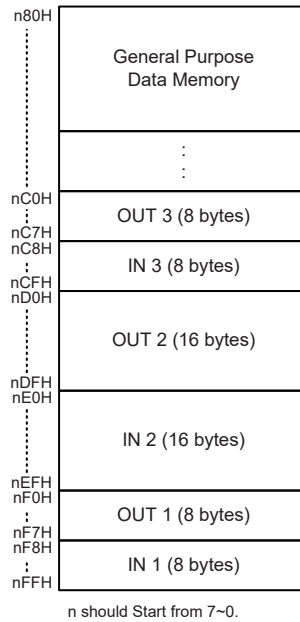 n80H
General Purpose
Data Memory
:
:
nC0H
OUT 3 (8 bytes)
nC7H
nC8H
IN 3 (8 bytes)
nCFH
nD0H
OUT 2 (16 bytes)
nDFH
nE0H
IN 2 (16 bytes)
nEFH
nF0H
OUT 1 (8 bytes)
nF7H
nF8H
IN 1 (8 bytes)
nFFH
n should Start from 7~0.